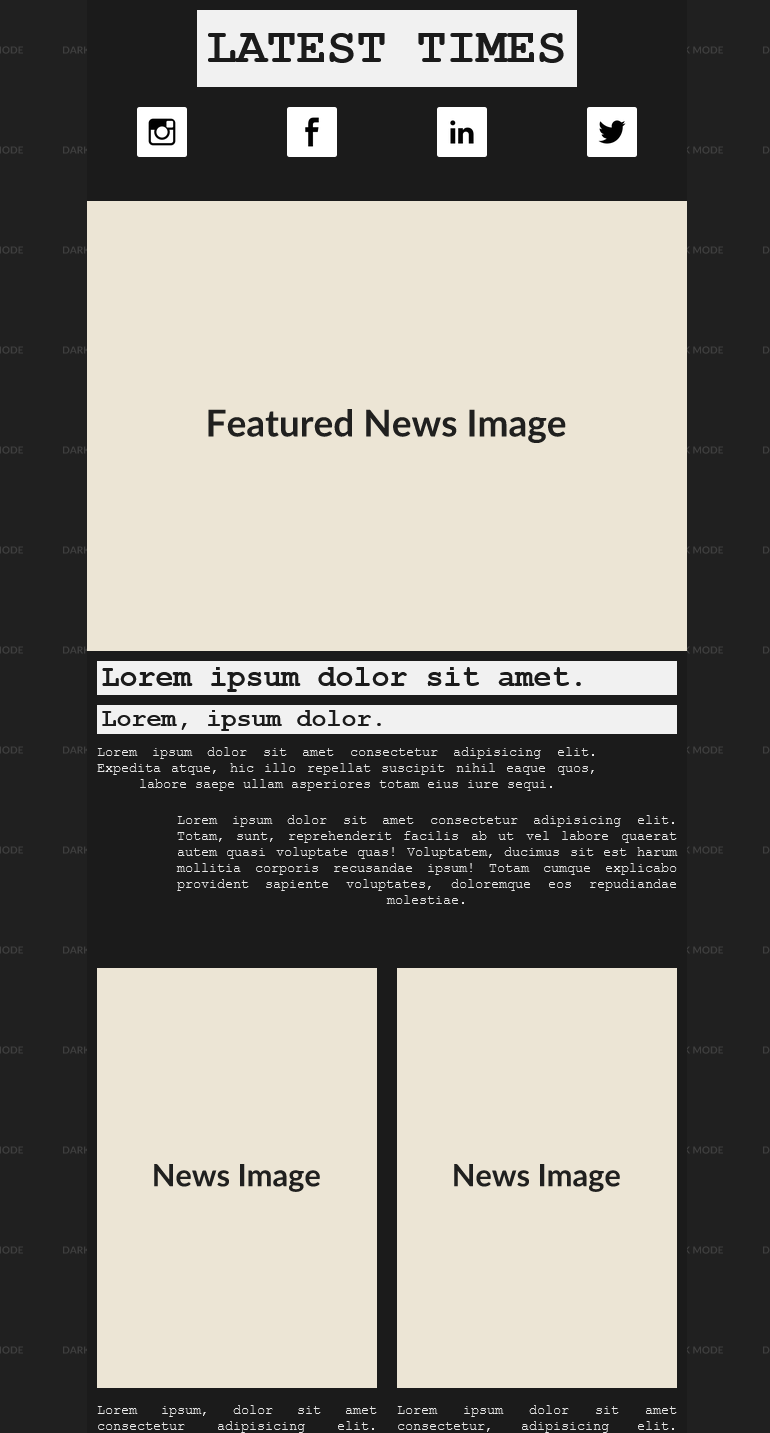 LATEST TIMES
Featured News Image
Lorem ipsum dolor sit amet.
Lorem, ipsum dolor.
Lorem ipsum dolor sit amet consectetur adipisicing elit.
Expedita atque, hic illo repellat suscipit nihil eaque quos,
labore saepe ullam asperiores totam eius iure sequi.
Lorem ipsum dolor sit amet consectetur adipisicing elit.
Totam, sunt, reprehenderit facilis ab ut vel labore quaerat
autem quasi voluptate quas! Voluptatem, ducimus sit est harum
mollitia corporis recusandae ipsum! Totam cumque explicabo
provident sapiente voluptates, doloremque eos repudiandae
molestiae.
News Image
News Image
Lorem ipsum, dolor sit amet
consectetur adipisicing elit.
Lorem ipsum dolor sit amet
consectetur, adipisicing elit.